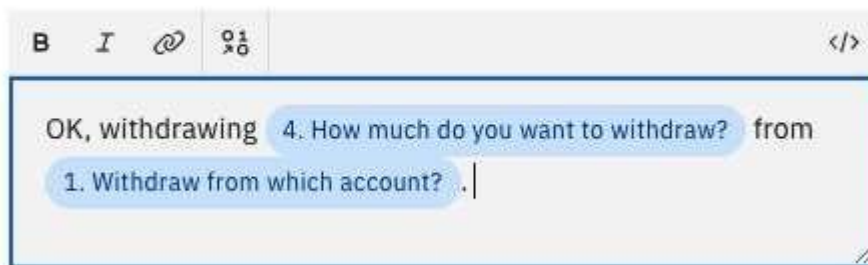 B I </>
OK, withdrawing 4. How much do you want to withdraw? from
1. Withdraw from which account? .